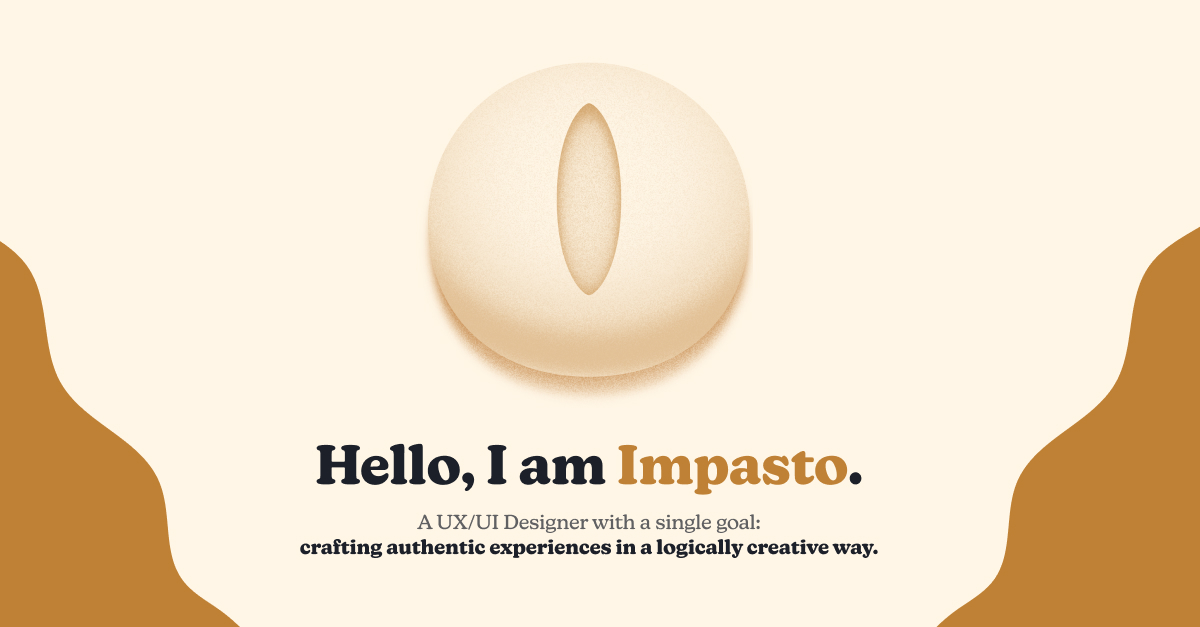 Hello, I am Impasto.
A UX/UI Designer with a single goal:
crafting authentic experiences in a logically creative way.